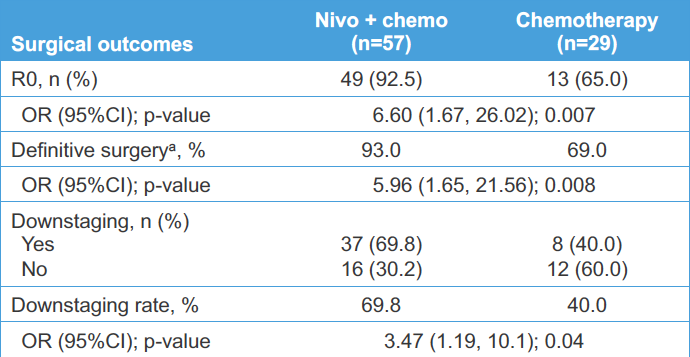 Surgical outcomes Nivo + chemo (n=57) Chemotherapy (n=29)
R0, n (%) 49 (92.5) 13 (65.0)
OR (95%CI); p-value 6.60 (1.67, 26.02); 0.007
Definitive surgeryᵃ, % 93.0 69.0
OR (95%CI); p-value 5.96 (1.65, 21.56); 0.008
Downstaging, n (%)
Yes 37 (69.8) 8 (40.0)
No 16 (30.2) 12 (60.0)
Downstaging rate, % 69.8 40.0
OR (95%CI); p-value 3.47 (1.19, 10.1); 0.04